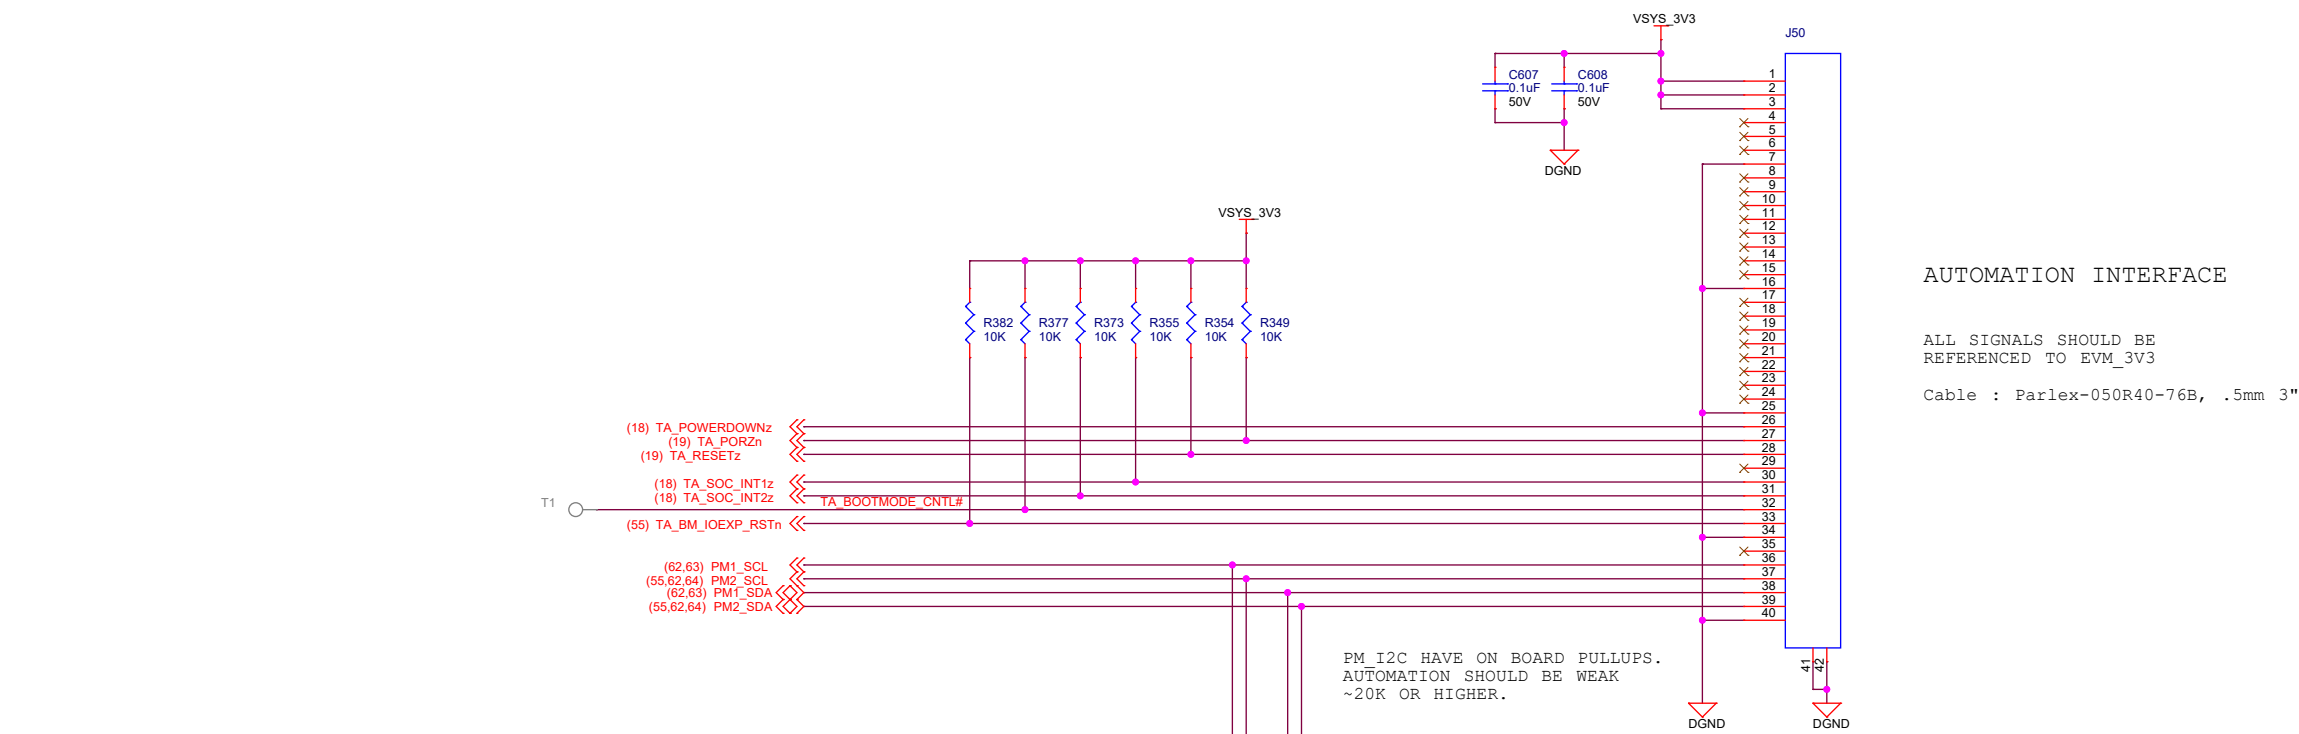 VSYS_3V3
J50
C607
0.1uF
50V
C608
0.1uF
50V
DGND
1
2
3
4
5
6
7
8
9
10
11
12
13
14
15
16
17
18
19
20
21
22
23
24
25
26
27
28
29
30
31
32
33
34
35
36
37
38
39
40
41
42
VSYS_3V3
R382
10K
R377
10K
R373
10K
R355
10K
R354
10K
R349
10K
AUTOMATION INTERFACE
ALL SIGNALS SHOULD BE
REFERENCED TO EVM_3V3
Cable : Parlex-050R40-76B, .5mm 3"
(18) TA_POWERDOWNz
(19) TA_PORZn
(19) TA_RESETz
(18) TA_SOC_INT1z
(18) TA_SOC_INT2z
TA_BOOTMODE_CNTL#
T1
(55) TA_BM_IOEXP_RSTn
(62,63) PM1_SCL
(55,62,64) PM2_SCL
(62,63) PM1_SDA
(55,62,64) PM2_SDA
PM_I2C HAVE ON BOARD PULLUPS.
AUTOMATION SHOULD BE WEAK
~20K OR HIGHER.
DGND
DGND